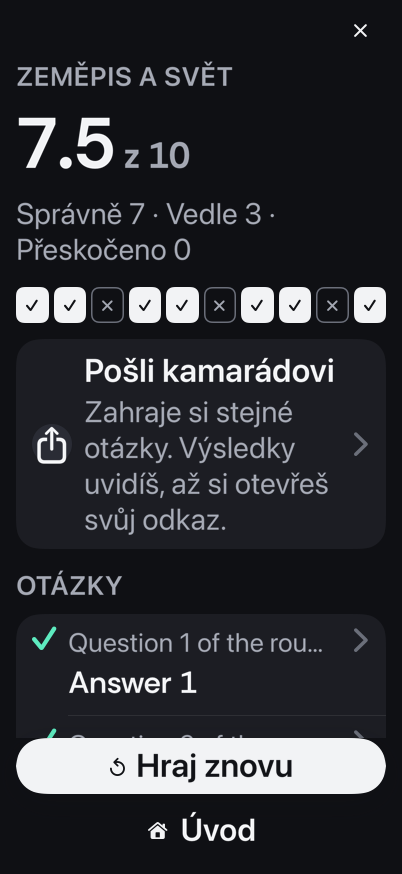 ZEMĚPIS A SVĚT
7.5 z 10
Správně 7 · Vedle 3 ·
Přeskočeno 0
Pošli kamarádovi
Zahraje si stejné
otázky. Výsledky
uvidíš, až si otevřeš
svůj odkaz.
OTÁZKY
Question 1 of the rou…
Answer 1
Hraj znovu
Úvod